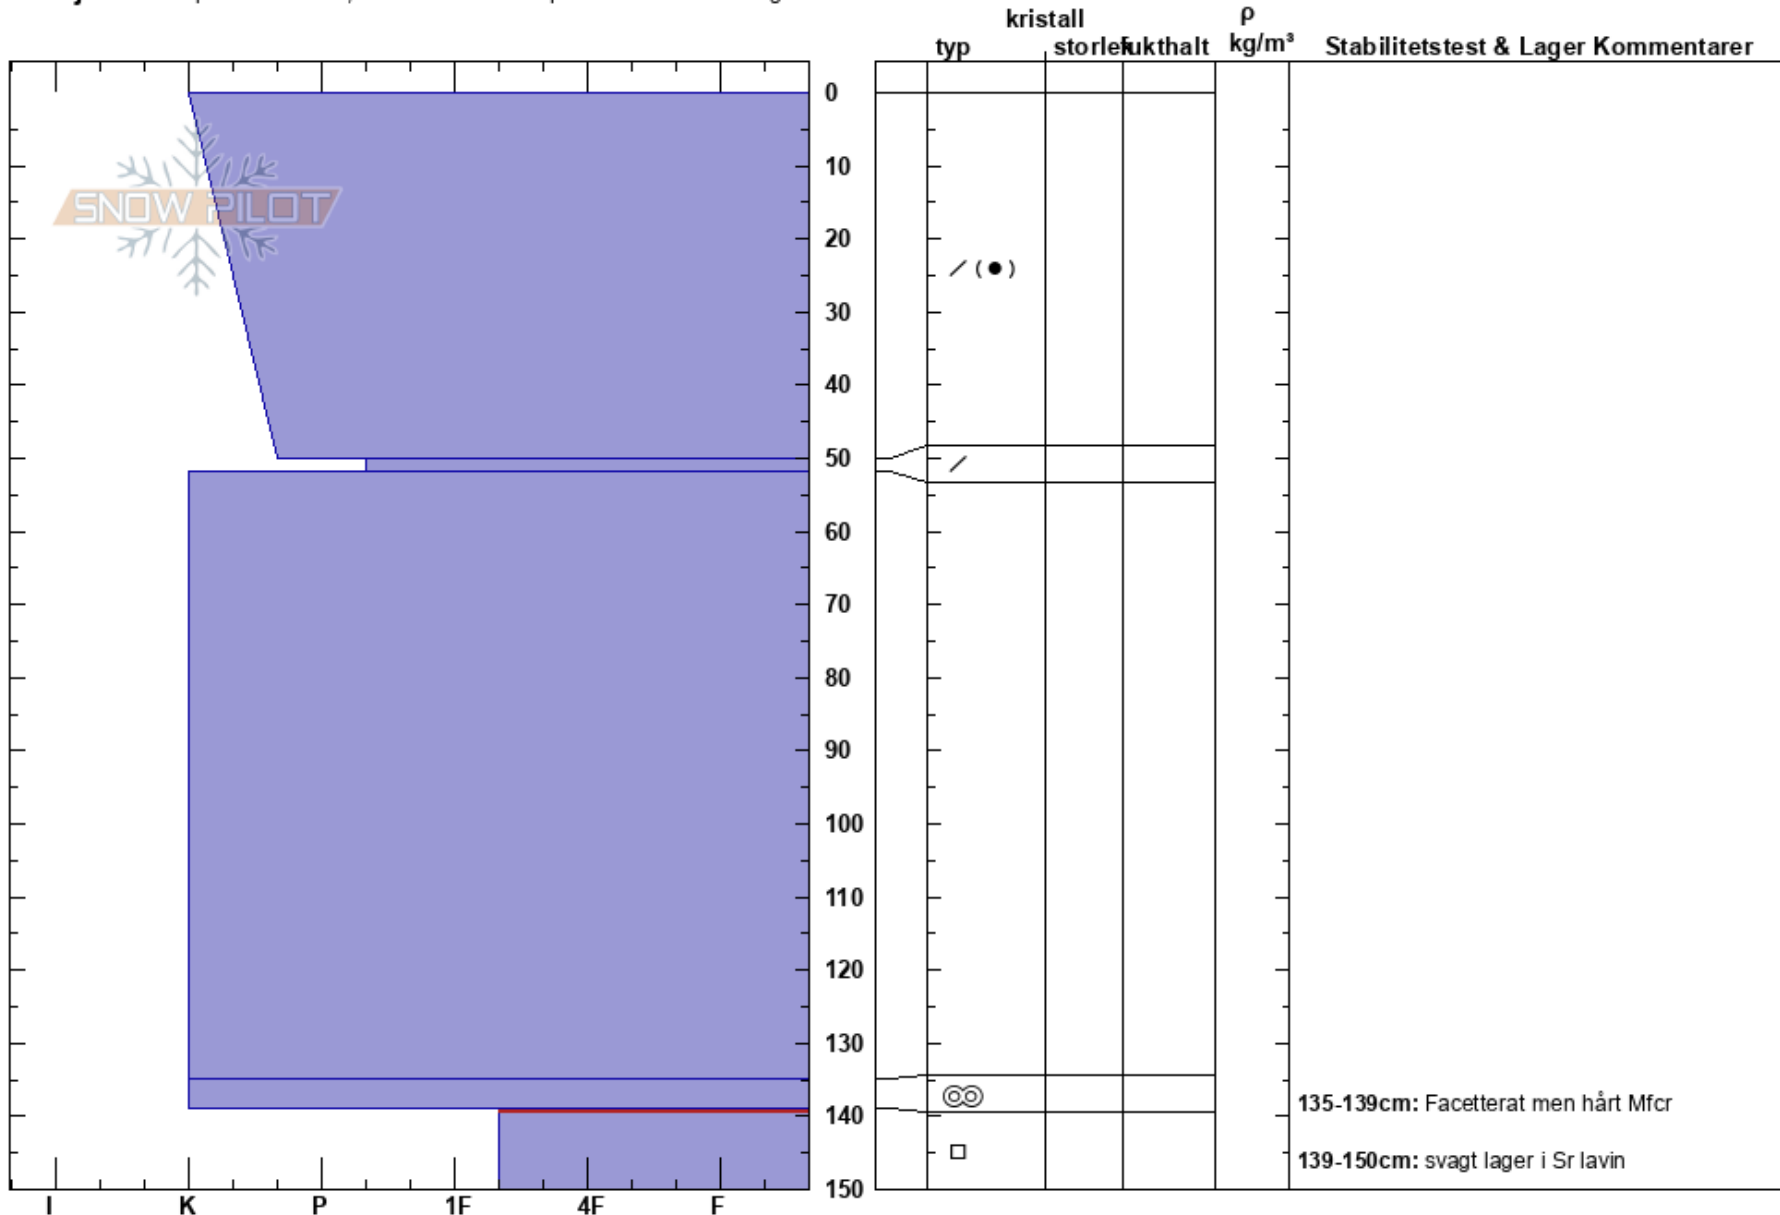 kristall ρ
typ storlek fukthalt kg/m³ Stabilitetstest & Lager Kommentarer
0
10
SNOW PILOT
20
30
40
50
60
70
80
90
100
110
120
130
140
135-139cm: Facetterat men hårt Mfcr
139-150cm: svagt lager i Sr lavin
150
I K P 1F 4F F